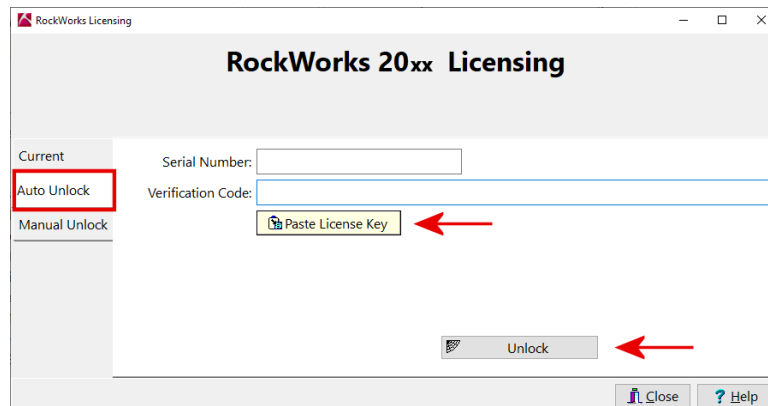 RockWorks Licensing
RockWorks 20xx Licensing
Current
Auto Unlock
Manual Unlock
Serial Number:
Verification Code:
Paste License Key
Unlock
Close
? Help